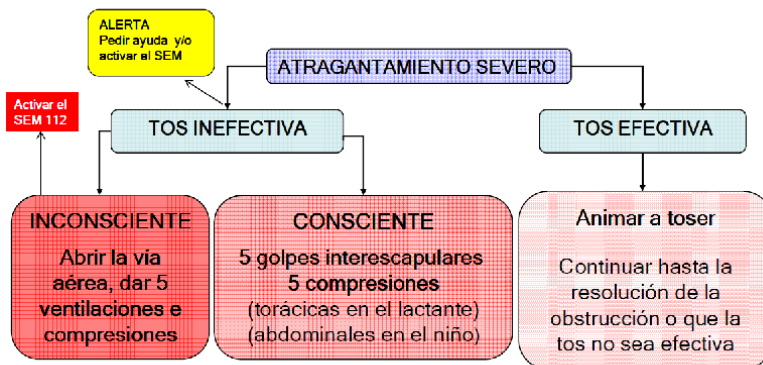 ALERTA
Pedir ayuda y/o
activar el SEM
ATRAGANTAMIENTO SEVERO
Activar el
SEM 112
TOS INEFECTIVA
TOS EFECTIVA
INCONSCIENTE
Abrir la vía
aérea, dar 5
ventilaciones e
compresiones
CONSCIENTE
5 golpes interescapulares
5 compresiones
(torácicas en el lactante)
(abdominales en el niño)
Animar a toser
Continuar hasta la
resolución de la
obstrucción o que la
tos no sea efectiva